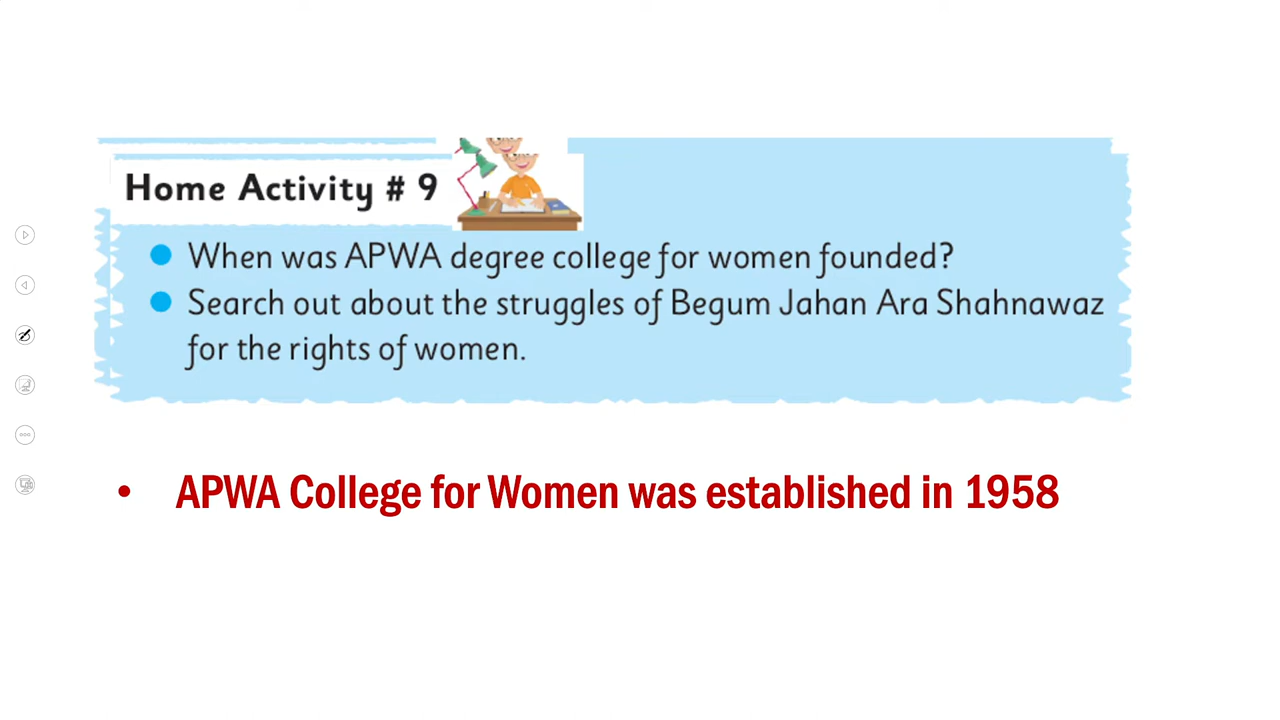 Home Activity # 9
● When was APWA degree college for women founded?
● Search out about the struggles of Begum Jahan Ara Shahnawaz
for the rights of women.
• APWA College for Women was established in 1958